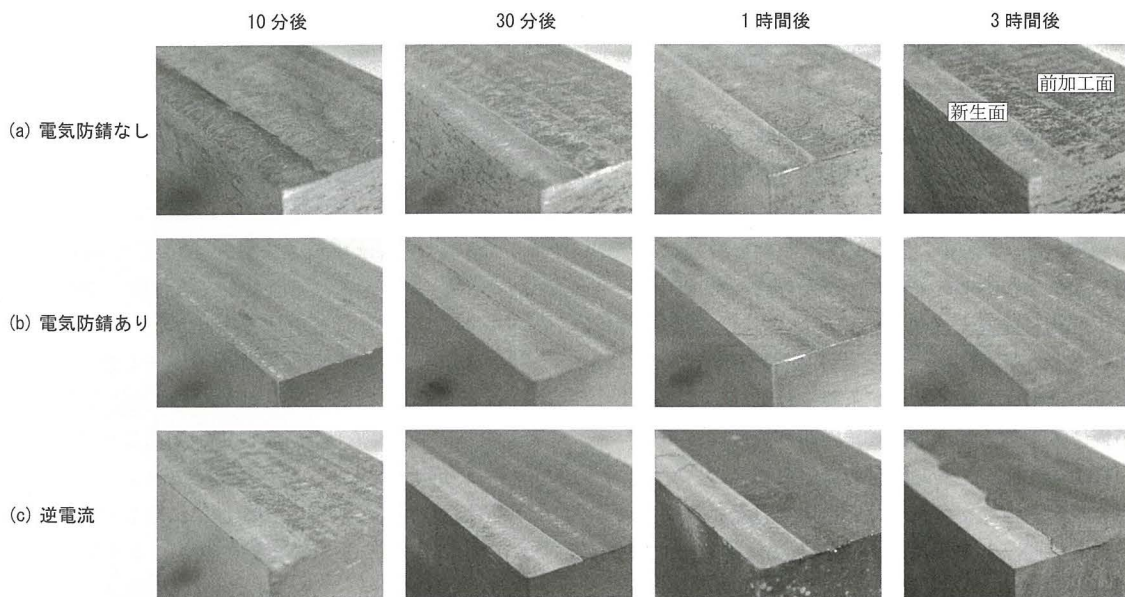 10 分後
30 分後
1 時間後
3 時間後
(a) 電気防錆なし
新生面
前加工面
(b) 電気防錆あり
(c) 逆電流